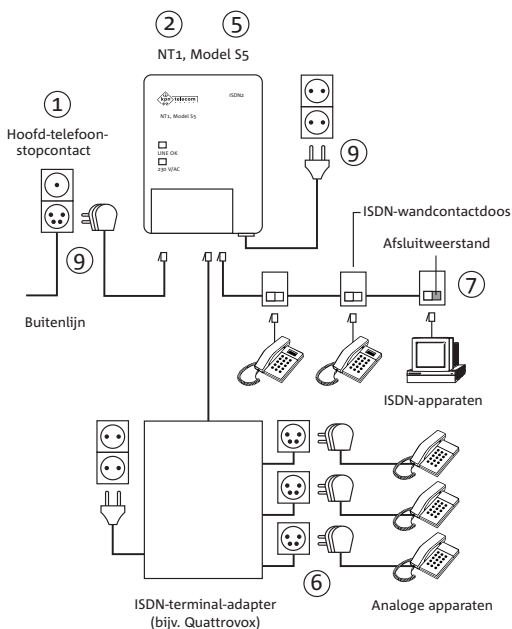 2
5
NT1, Model S5
kpn telecom
ISDN2
NT1, Model S5
LINE OK
230 V/AC
1
Hoofd-telefoon-
stopcontact
9
9
Buitenlijn
ISDN-wandcontactdoos
Afsluitweerstand
7
ISDN-apparaten
6
ISDN-terminal-adapter
(bijv. Quattrovox)
Analoge apparaten